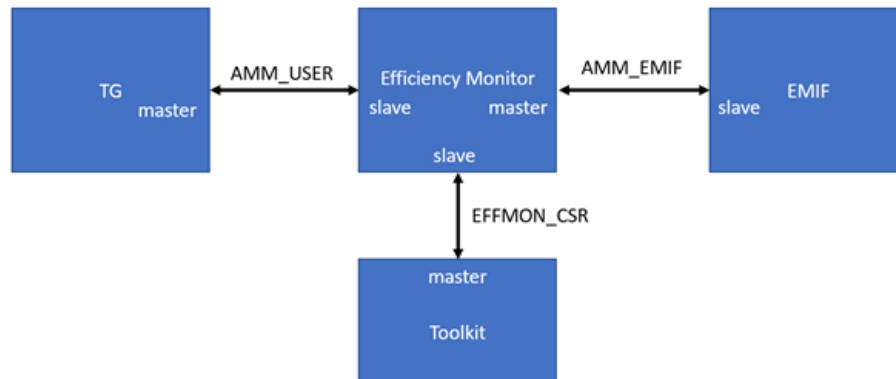 TG
master
AMM_USER
Efficiency Monitor
slave
master
slave
AMM_EMIF
EMIF
slave
EFFMON_CSR
master
Toolkit